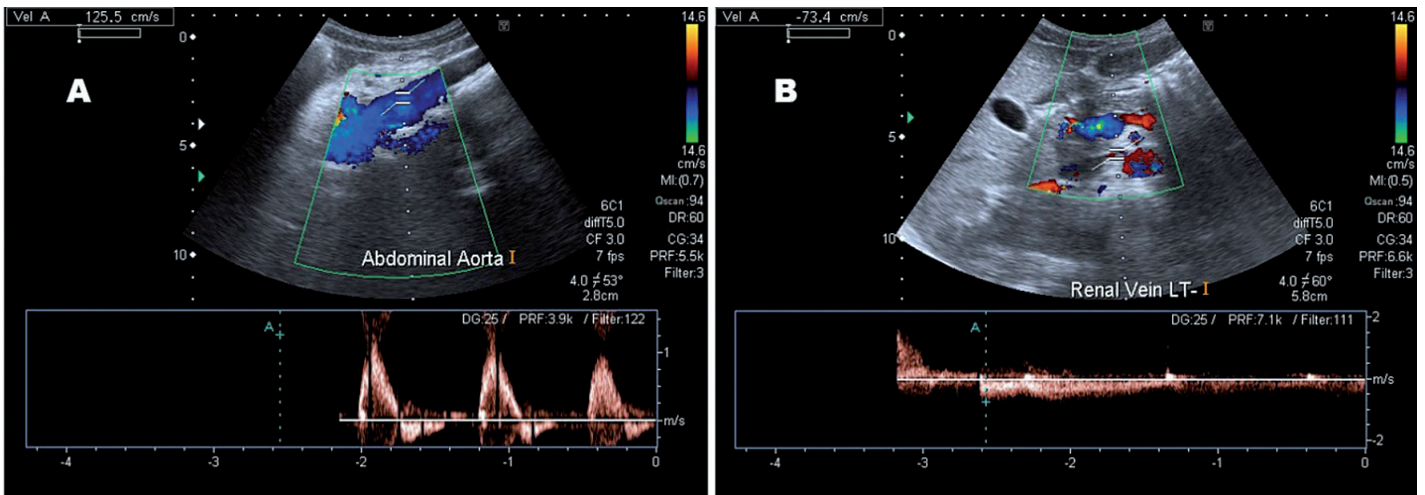 Vel A 125.5 cm/s
A
0
5
10
14.6
14.6
cm/s
MI:(0.7)
Qscan:94
DR:60
CG:34
PRF:5.5k
Filter:3
6C1
diffT5.0
CF 3.0
7 fps
4.0 ≠ 53°
2.8cm
Abdominal Aorta I
DG:25 / PRF:3.9k / Filter:122
A
1
m/s
-4 -3 -2 -1 0
Vel A -73.4 cm/s
B
0
5
10
14.6
14.6
cm/s
MI:(0.5)
Qscan:94
DR:60
CG:34
PRF:6.6k
Filter:3
6C1
diffT5.0
CF 3.0
7 fps
4.0 ≠ 60°
5.8cm
Renal Vein LT- I
DG:25 / PRF:7.1k / Filter:111
A
2
m/s
-2
-4 -3 -2 -1 0